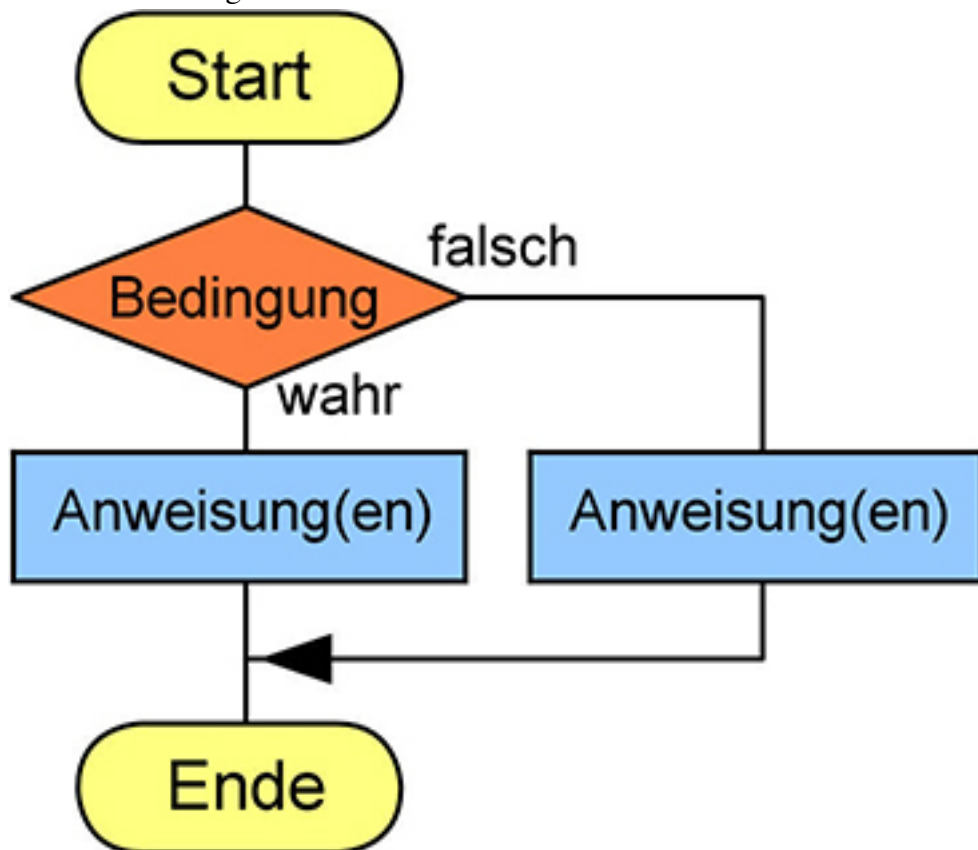 Start
falsch
Bedingung
wahr
Anweisung(en)
Anweisung(en)
Ende